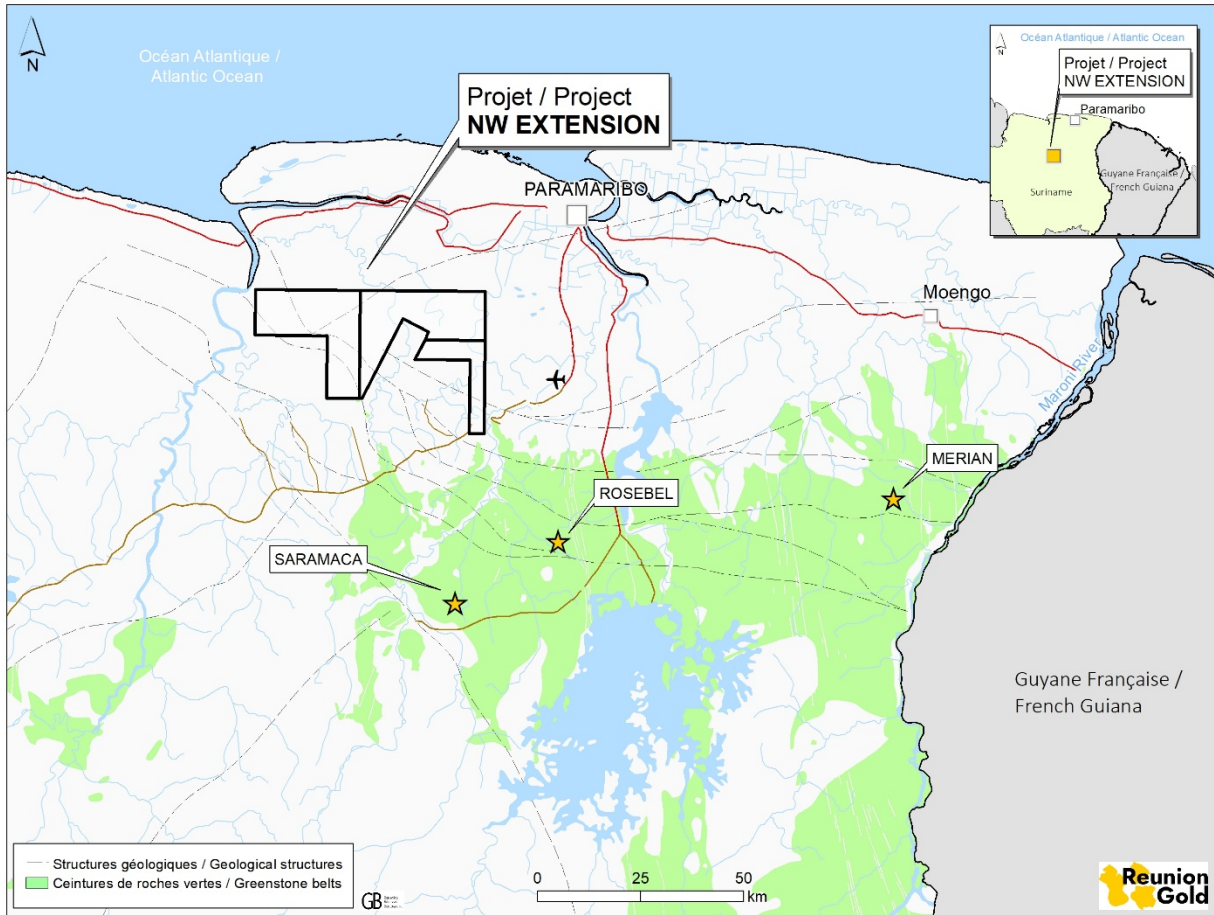 N
Océan Atlantique /
Atlantic Ocean
Projet / Project
NW EXTENSION
PARAMARIBO
Moengo
Maroni River
MERIAN
ROSEBEL
SARAMACA
Guyane Française /
French Guiana
Océan Atlantique / Atlantic Ocean
N
Projet / Project
NW EXTENSION
Paramaribo
Suriname
Guyane Française /
French Guiana
Structures géologiques / Geological structures
Ceintures de roches vertes / Greenstone belts
GB
0 25 50
km
Reunion
Gold